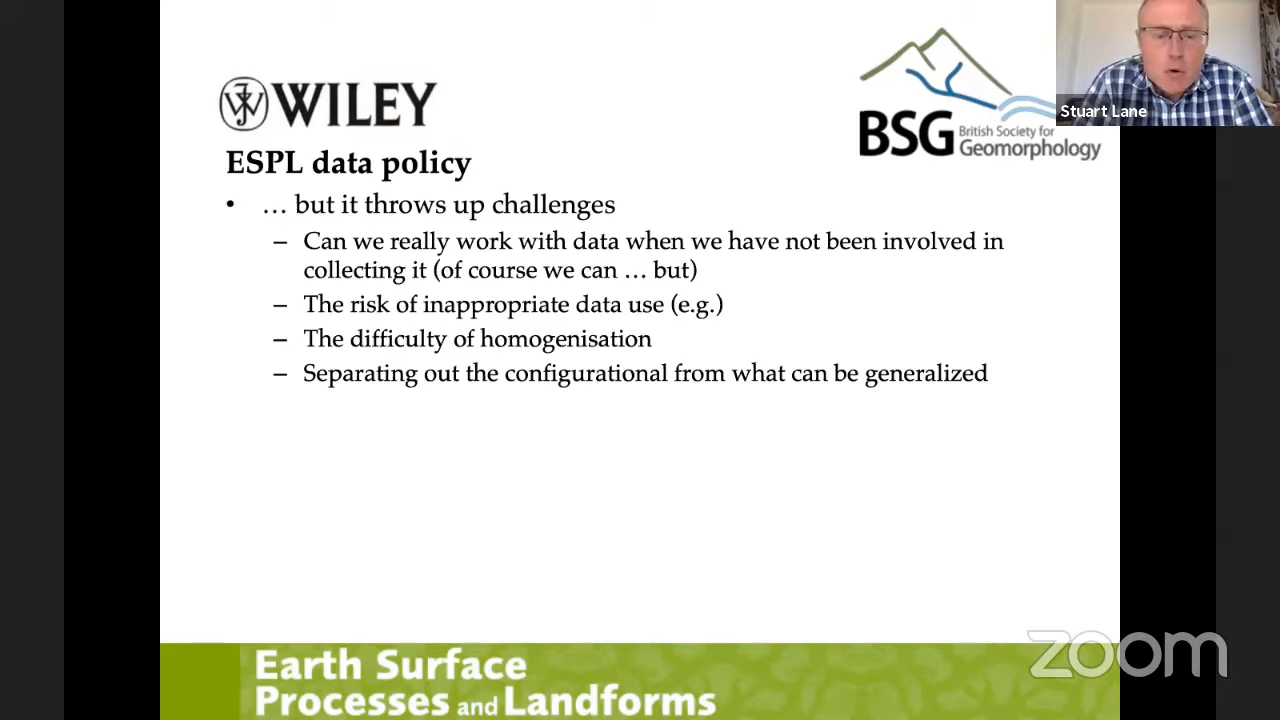 WILEY
BSG British Society for
Geomorphology
Stuart Lane
ESPL data policy
• … but it throws up challenges
– Can we really work with data when we have not been involved in
collecting it (of course we can … but)
– The risk of inappropriate data use (e.g.)
– The difficulty of homogenisation
– Separating out the configurational from what can be generalized
zoom
Earth Surface
Processes and Landforms